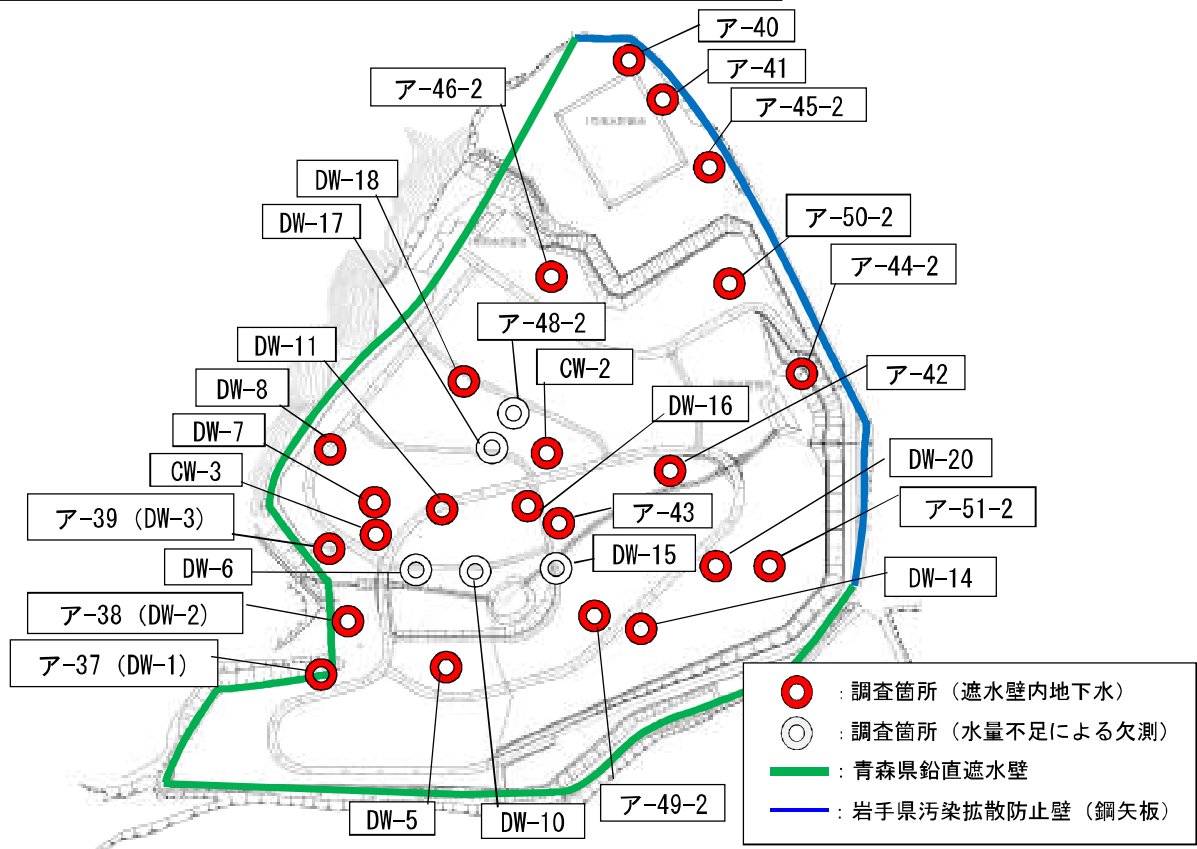 ア-40
ア-41
ア-46-2
ア-45-2
DW-18
DW-17
ア-50-2
ア-44-2
ア-48-2
DW-11
CW-2
ア-42
DW-8
DW-16
DW-7
DW-20
CW-3
ア-51-2
ア-39（DW-3）
ア-43
DW-6
DW-15
DW-14
ア-38（DW-2）
ア-37（DW-1）
DW-5
DW-10
ア-49-2
：調査箇所（遮水壁内地下水）
：調査箇所（水量不足による欠測）
：青森県鉛直遮水壁
：岩手県汚染拡散防止壁（鋼矢板）